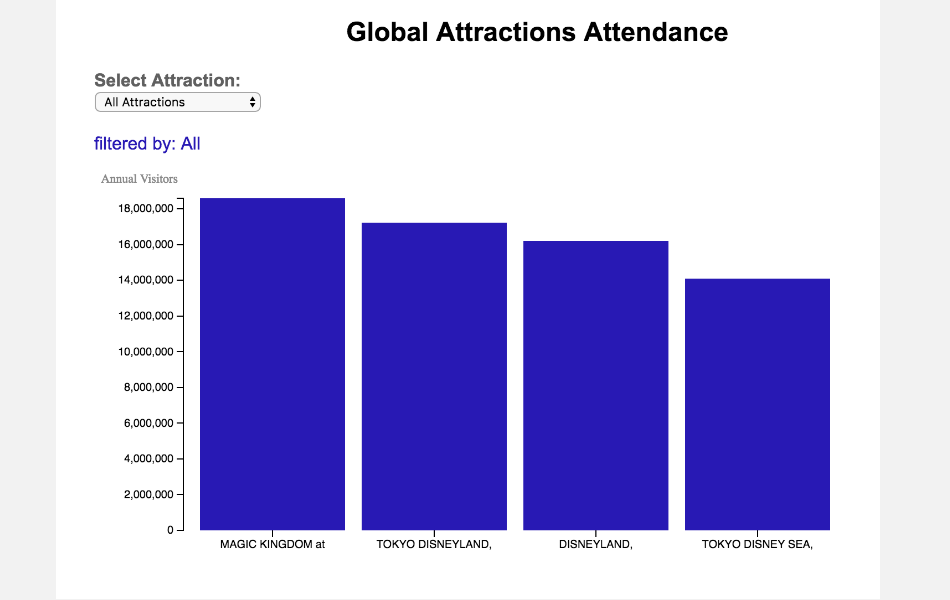 Global Attractions Attendance
Select Attraction:
All Attractions
filtered by: All
Annual Visitors
18,000,000
16,000,000
14,000,000
12,000,000
10,000,000
8,000,000
6,000,000
4,000,000
2,000,000
0
MAGIC KINGDOM at
TOKYO DISNEYLAND,
DISNEYLAND,
TOKYO DISNEY SEA,